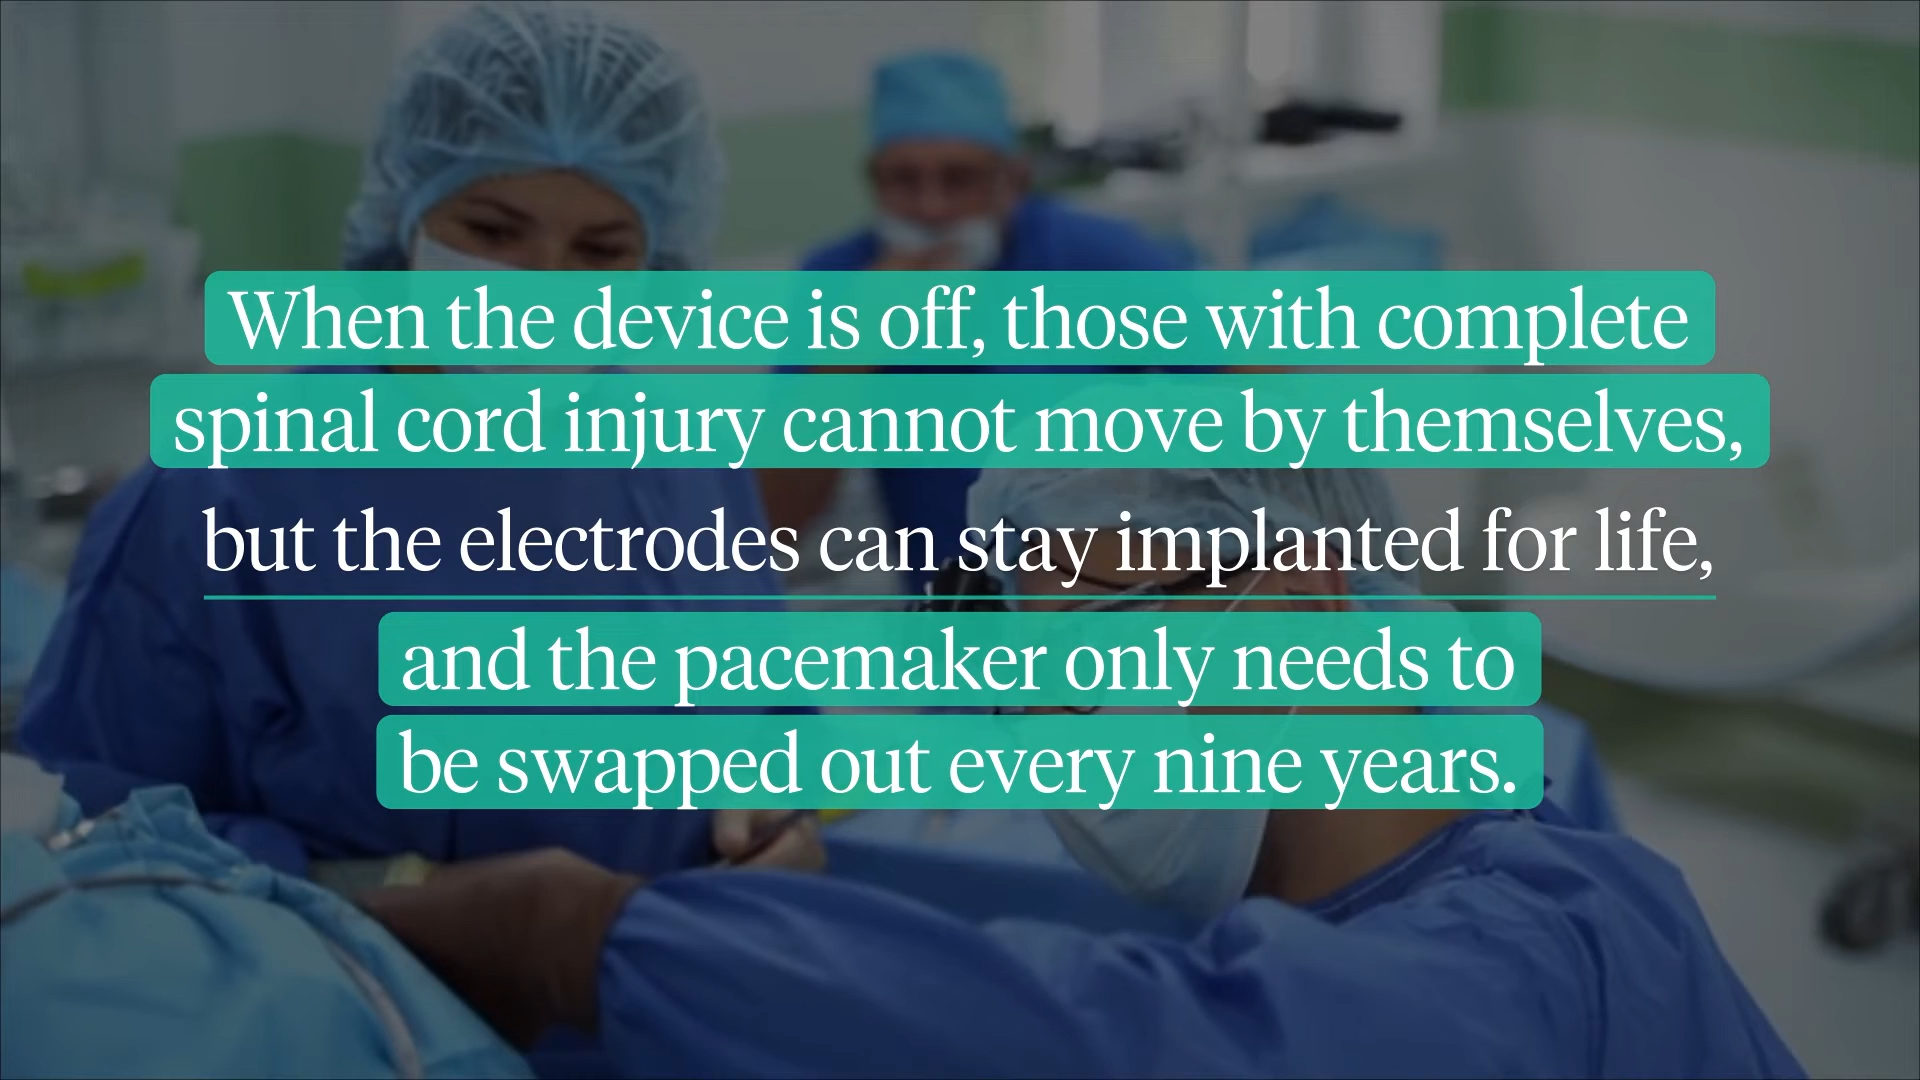 When the device is off, those with complete
spinal cord injury cannot move by themselves,
but the electrodes can stay implanted for life,
and the pacemaker only needs to
be swapped out every nine years.